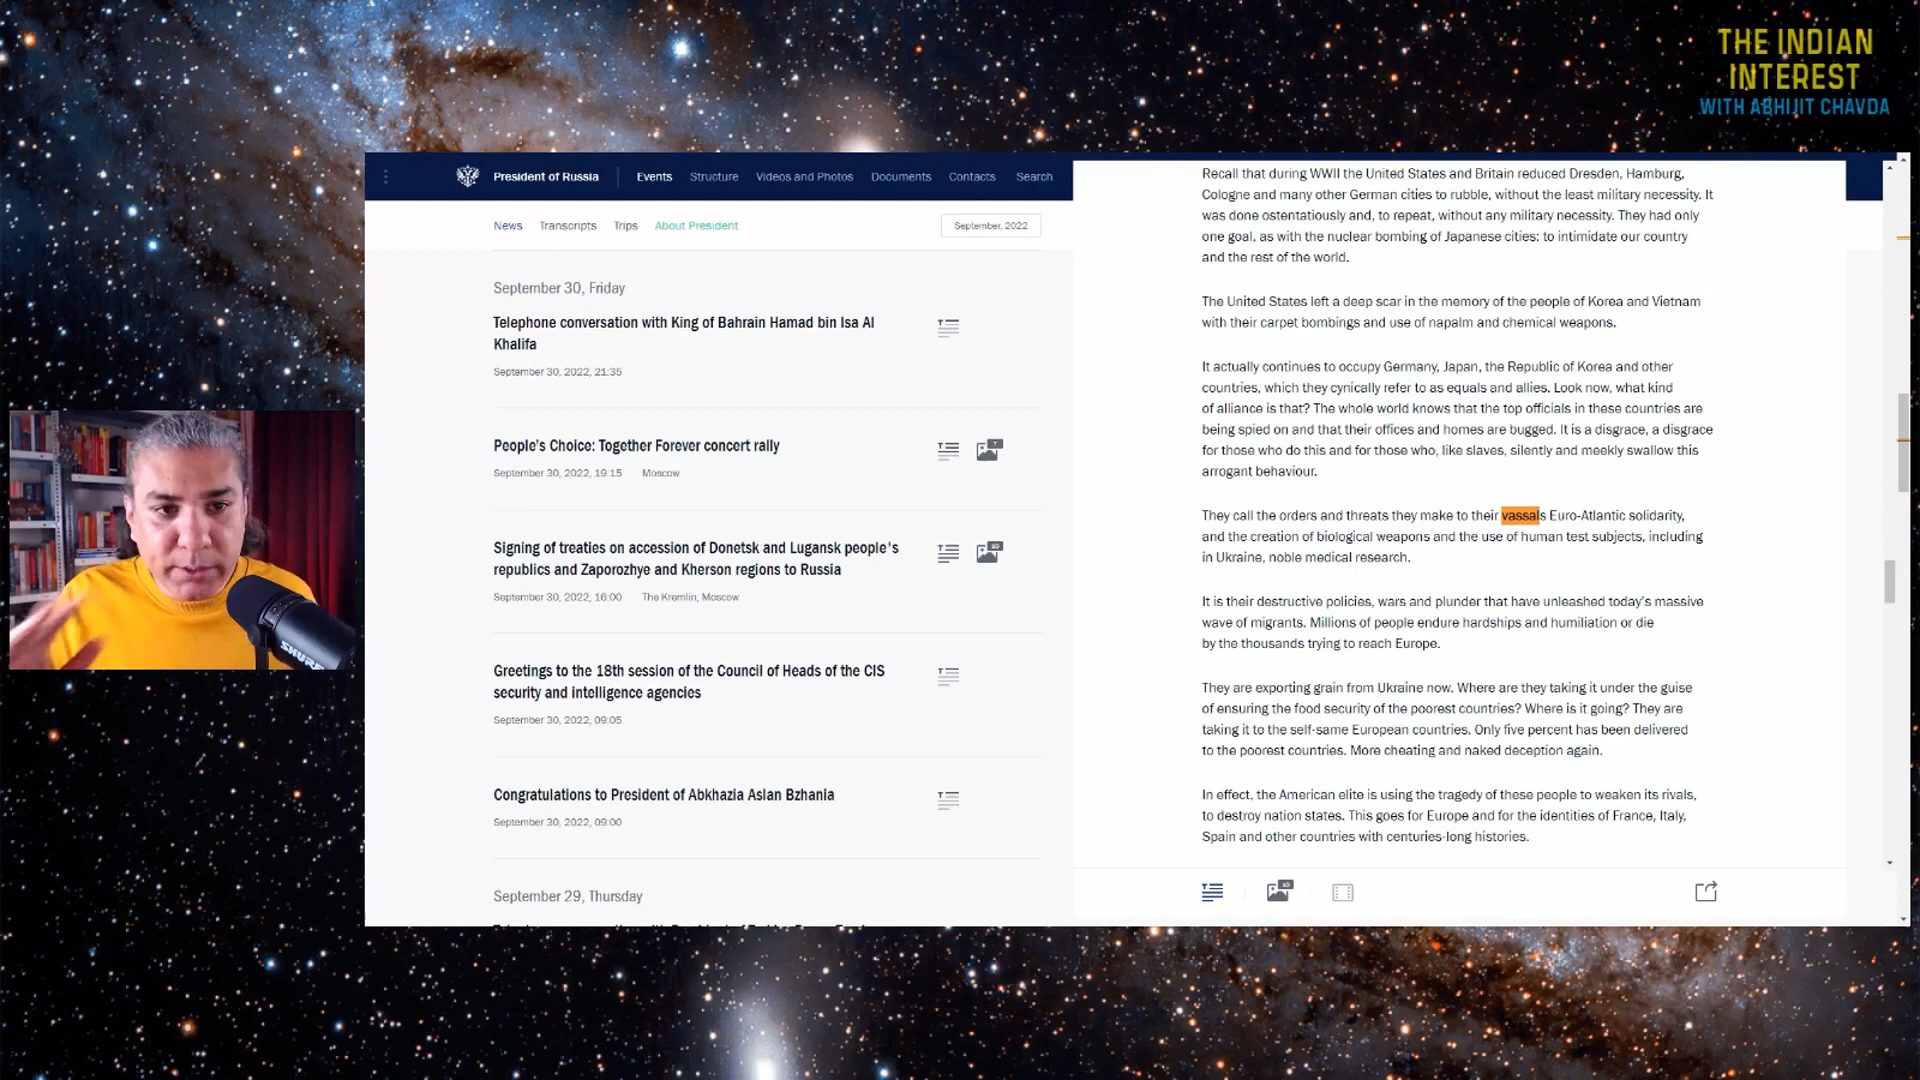 THE INDIAN
INTEREST
WITH ABHIJIT CHAVDA
President of Russia
Events
Structure
Videos and Photos
Documents
Contacts
Search
News
Transcripts
Trips
About President
September, 2022
September 30, Friday
Telephone conversation with King of Bahrain Hamad bin Isa Al
Khalifa
September 30, 2022, 21:35
People's Choice: Together Forever concert rally
September 30, 2022, 19:15
Moscow
Signing of treaties on accession of Donetsk and Lugansk people's
republics and Zaporozhye and Kherson regions to Russia
September 30, 2022, 16:00
The Kremlin, Moscow
Greetings to the 18th session of the Council of Heads of the CIS
security and intelligence agencies
September 30, 2022, 09:05
Congratulations to President of Abkhazia Aslan Bzhania
September 30, 2022, 09:00
September 29, Thursday
Recall that during WWII the United States and Britain reduced Dresden, Hamburg,
Cologne and many other German cities to rubble, without the least military necessity. It
was done ostentatiously and, to repeat, without any military necessity. They had only
one goal, as with the nuclear bombing of Japanese cities: to intimidate our country
and the rest of the world.
The United States left a deep scar in the memory of the people of Korea and Vietnam
with their carpet bombings and use of napalm and chemical weapons.
It actually continues to occupy Germany, Japan, the Republic of Korea and other
countries, which they cynically refer to as equals and allies. Look now, what kind
of alliance is that? The whole world knows that the top officials in these countries are
being spied on and that their offices and homes are bugged. It is a disgrace, a disgrace
for those who do this and for those who, like slaves, silently and meekly swallow this
arrogant behaviour.
They call the orders and threats they make to their vassals Euro-Atlantic solidarity,
and the creation of biological weapons and the use of human test subjects, including
in Ukraine, noble medical research.
It is their destructive policies, wars and plunder that have unleashed today's massive
wave of migrants. Millions of people endure hardships and humiliation or die
by the thousands trying to reach Europe.
They are exporting grain from Ukraine now. Where are they taking it under the guise
of ensuring the food security of the poorest countries? Where is it going? They are
taking it to the self-same European countries. Only five percent has been delivered
to the poorest countries. More cheating and naked deception again.
In effect, the American elite is using the tragedy of these people to weaken its rivals,
to destroy nation states. This goes for Europe and for the identities of France, Italy,
Spain and other countries with centuries-long histories.
SHURE